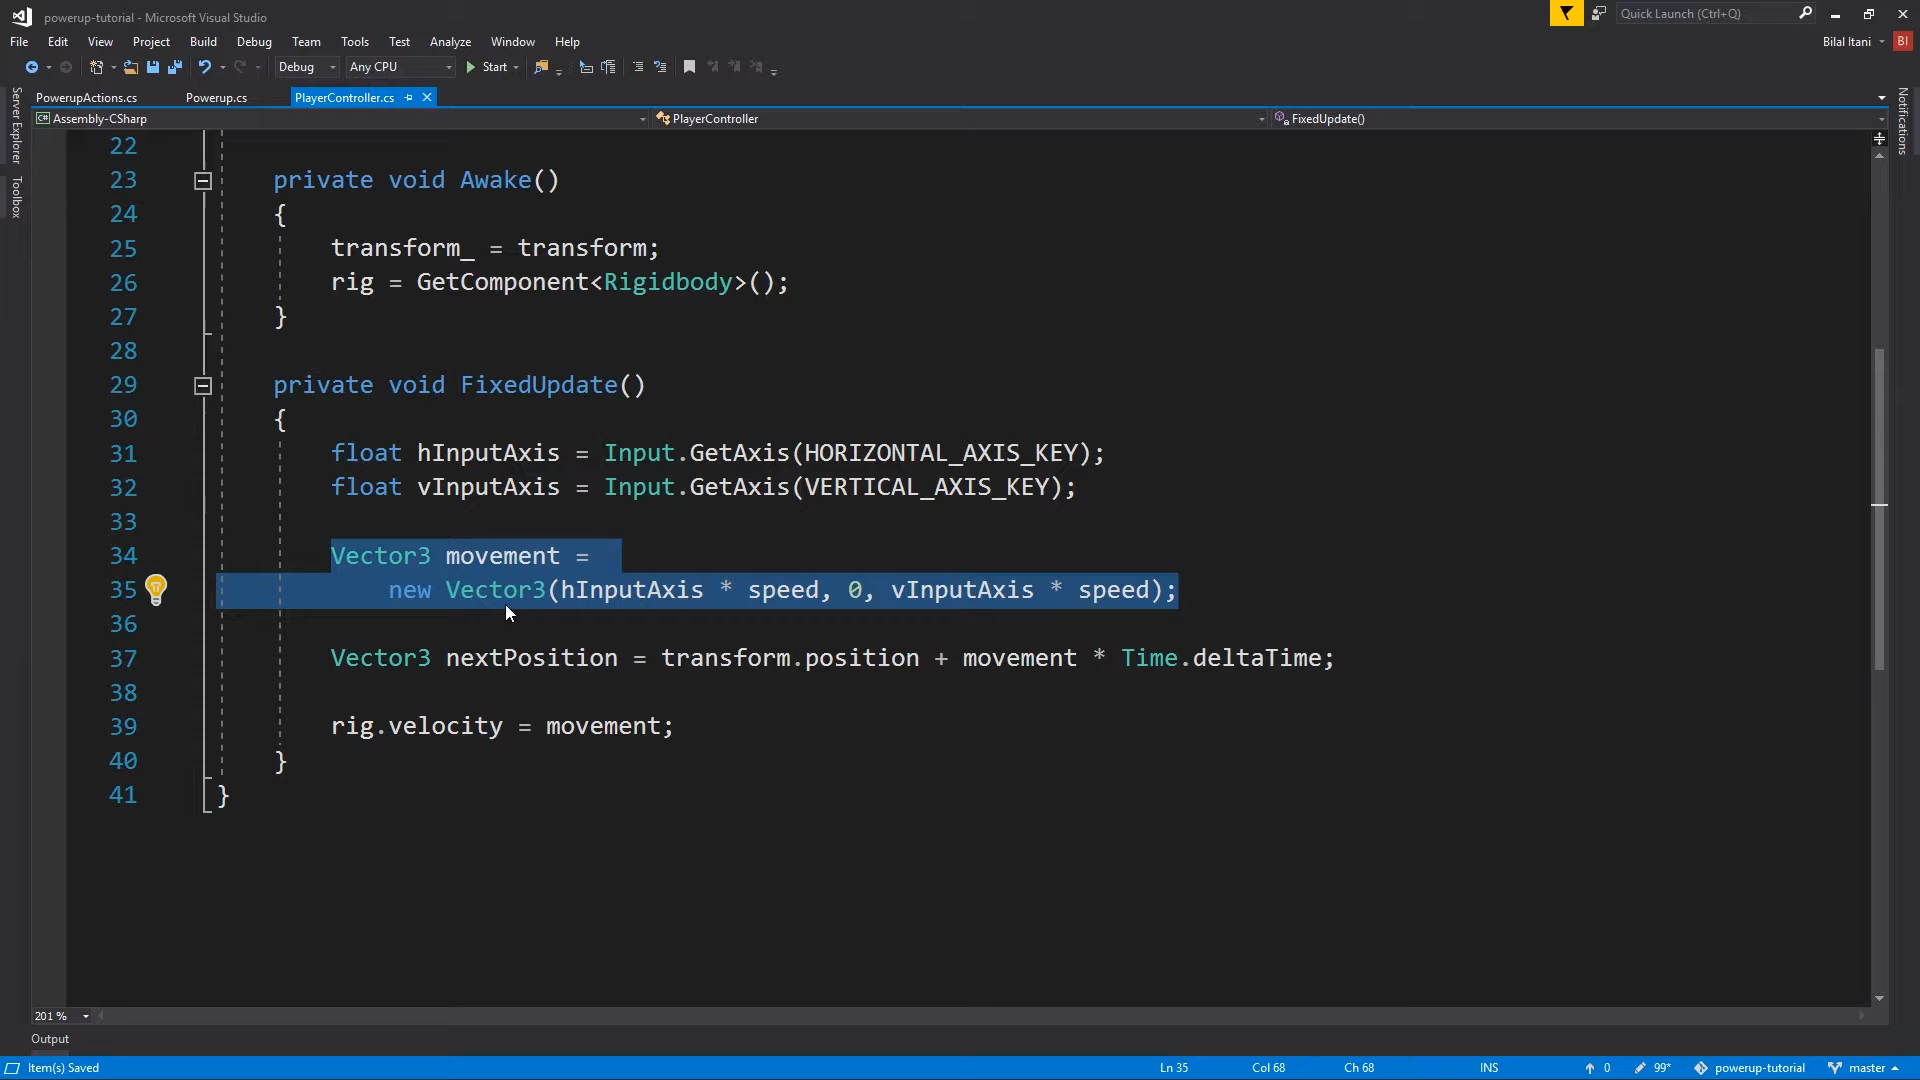 powerup-tutorial - Microsoft Visual Studio
Quick Launch (Ctrl+Q)
File Edit View Project Build Debug Team Tools Test Analyze Window Help
Bilal Itani BI
Debug Any CPU Start
PowerupActions.cs Powerup.cs PlayerController.cs
Server Explorer
Toolbox
Notifications
C# Assembly-CSharp PlayerController FixedUpdate()
22
23 private void Awake()
24 {
25 transform_ = transform;
26 rig = GetComponent<Rigidbody>();
27 }
28
29 private void FixedUpdate()
30 {
31 float hInputAxis = Input.GetAxis(HORIZONTAL_AXIS_KEY);
32 float vInputAxis = Input.GetAxis(VERTICAL_AXIS_KEY);
33
34 Vector3 movement =
35 new Vector3(hInputAxis * speed, 0, vInputAxis * speed);
36
37 Vector3 nextPosition = transform.position + movement * Time.deltaTime;
38
39 rig.velocity = movement;
40 }
41 }
201 %
Output
Item(s) Saved Ln 35 Col 68 Ch 68 INS 0 99* powerup-tutorial master